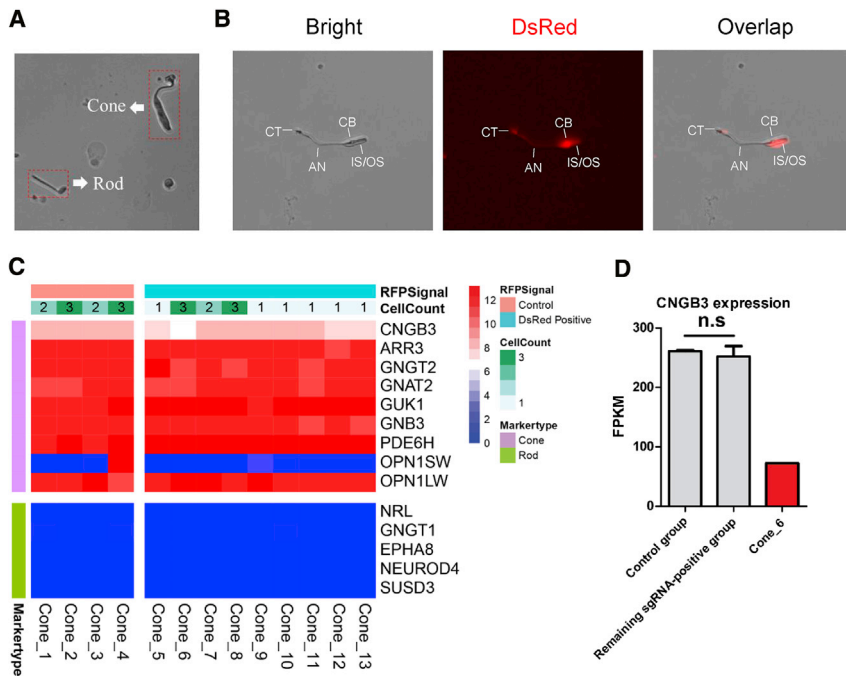 A
Cone
Rod
B
Bright
DsRed
Overlap
CT
CB
AN
IS/OS
CT
CB
AN
IS/OS
CT
CB
AN
IS/OS
C
2 3 2 3 1 3 2 3 1 1 1 1 1
RFPSignal
CellCount
CNGB3
ARR3
GNGT2
GNAT2
GUK1
GNB3
PDE6H
OPN1SW
OPN1LW
NRL
GNGT1
EPHA8
NEUROD4
SUSD3
Markertype
Cone_1
Cone_2
Cone_3
Cone_4
Cone_5
Cone_6
Cone_7
Cone_8
Cone_9
Cone_10
Cone_11
Cone_12
Cone_13
12
10
8
6
4
2
0
RFPSignal
Control
DsRed Positive
CellCount
3
1
Markertype
Cone
Rod
D
CNGB3 expression
n.s
FPKM
300
200
100
0
Control group
Remaining sgRNA-positive group
Cone_6